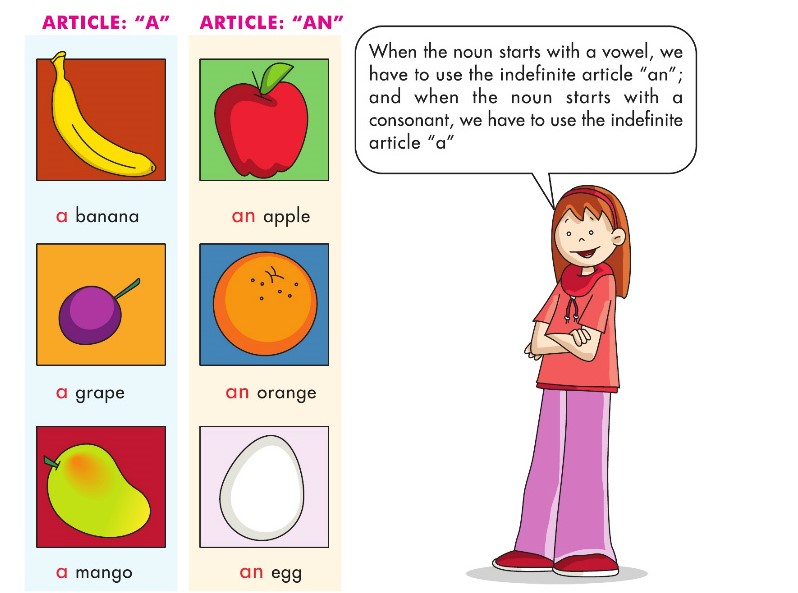 ARTICLE: “A”
a banana
a grape
a mango
ARTICLE: “AN”
an apple
an orange
an egg
When the noun starts with a vowel, we
have to use the indefinite article “an”;
and when the noun starts with a
consonant, we have to use the indefinite
article “a”